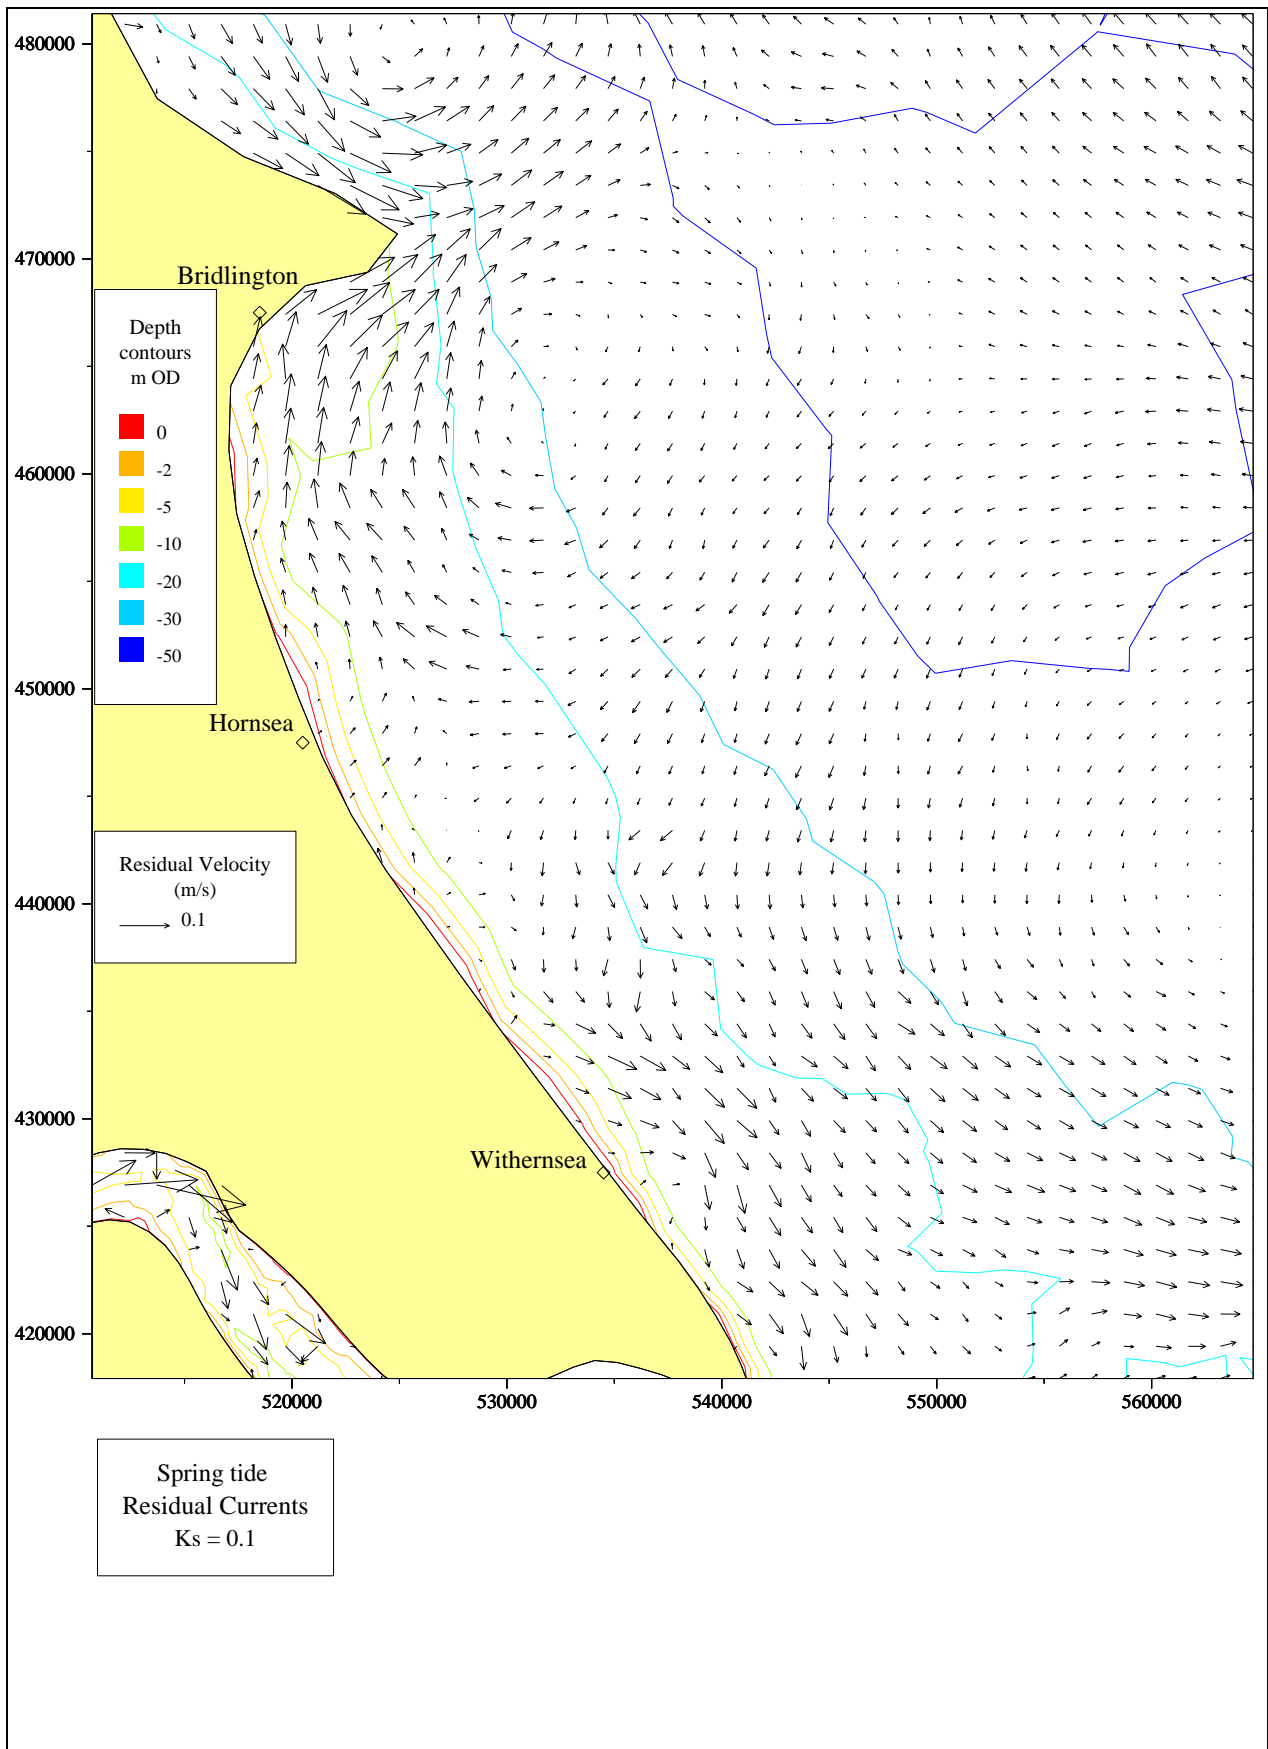 480000
470000
Bridlington
Depth
contours
m OD
0
-2
-5
-10
-20
-30
-50
460000
450000
Hornsea
Residual Velocity
(m/s)
0.1
440000
430000
Withernsea
420000
520000 530000 540000 550000 560000
Spring tide
Residual Currents
Ks = 0.1